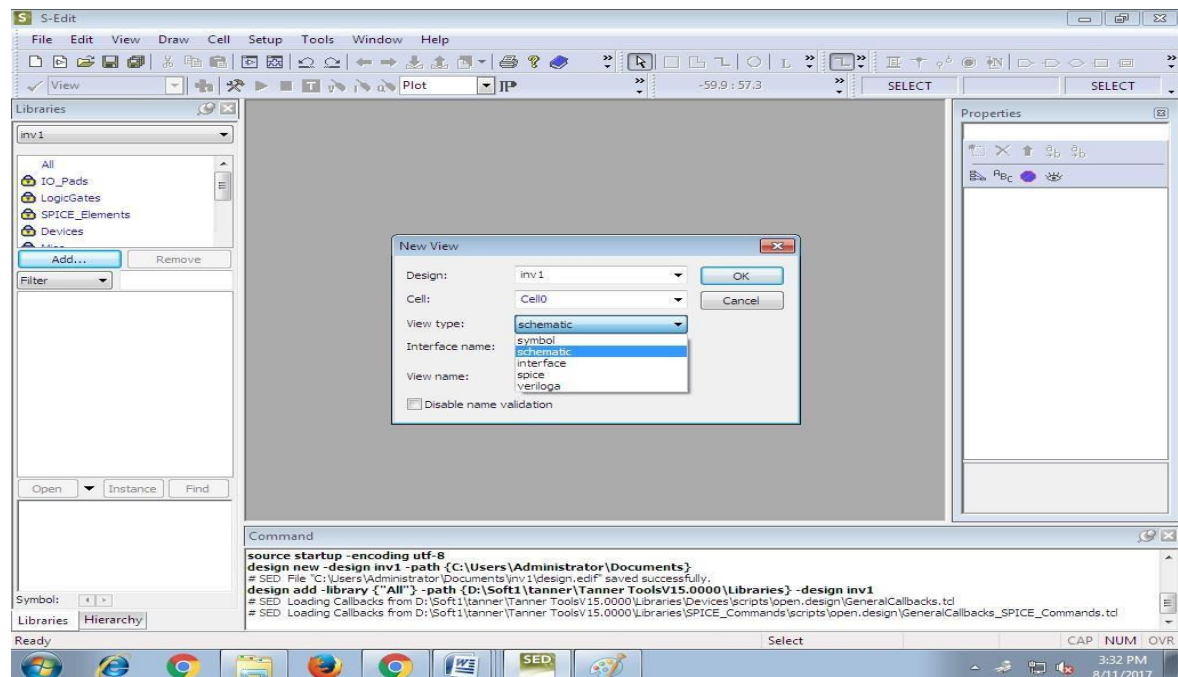 S-Edit
File Edit View Draw Cell Setup Tools Window Help
View Plot -59.9 : 57.3 SELECT SELECT
Libraries
inv1
All
IO_Pads
LogicGates
SPICE_Elements
Devices
Add... Remove
Filter
Open Instance Find
Symbol:
Libraries Hierarchy
New View
Design: inv1 OK
Cell: Cell0 Cancel
View type: schematic
symbol
schematic
Interface name: interface
View name: spice
veriloga
Disable name validation
Properties
Command
source startup -encoding utf-8
design new -design inv1 -path {C:\Users\Administrator\Documents}
# SED File "C:\Users\Administrator\Documents\inv1\design.edif" saved successfully.
design add -library {"All"} -path {D:\Soft1\tanner\Tanner ToolsV15.0000\Libraries} -design inv1
# SED Loading Callbacks from D:\Soft1\tanner\Tanner ToolsV15.0000\Libraries\Devices\scripts\open.design\GeneralCallbacks.tcl
# SED Loading Callbacks from D:\Soft1\tanner\Tanner ToolsV15.0000\Libraries\SPICE_Commands\scripts\open.design\GeneralCallbacks_SPICE_Commands.tcl
Ready Select CAP NUM OVR
SED
3:32 PM
8/11/2017